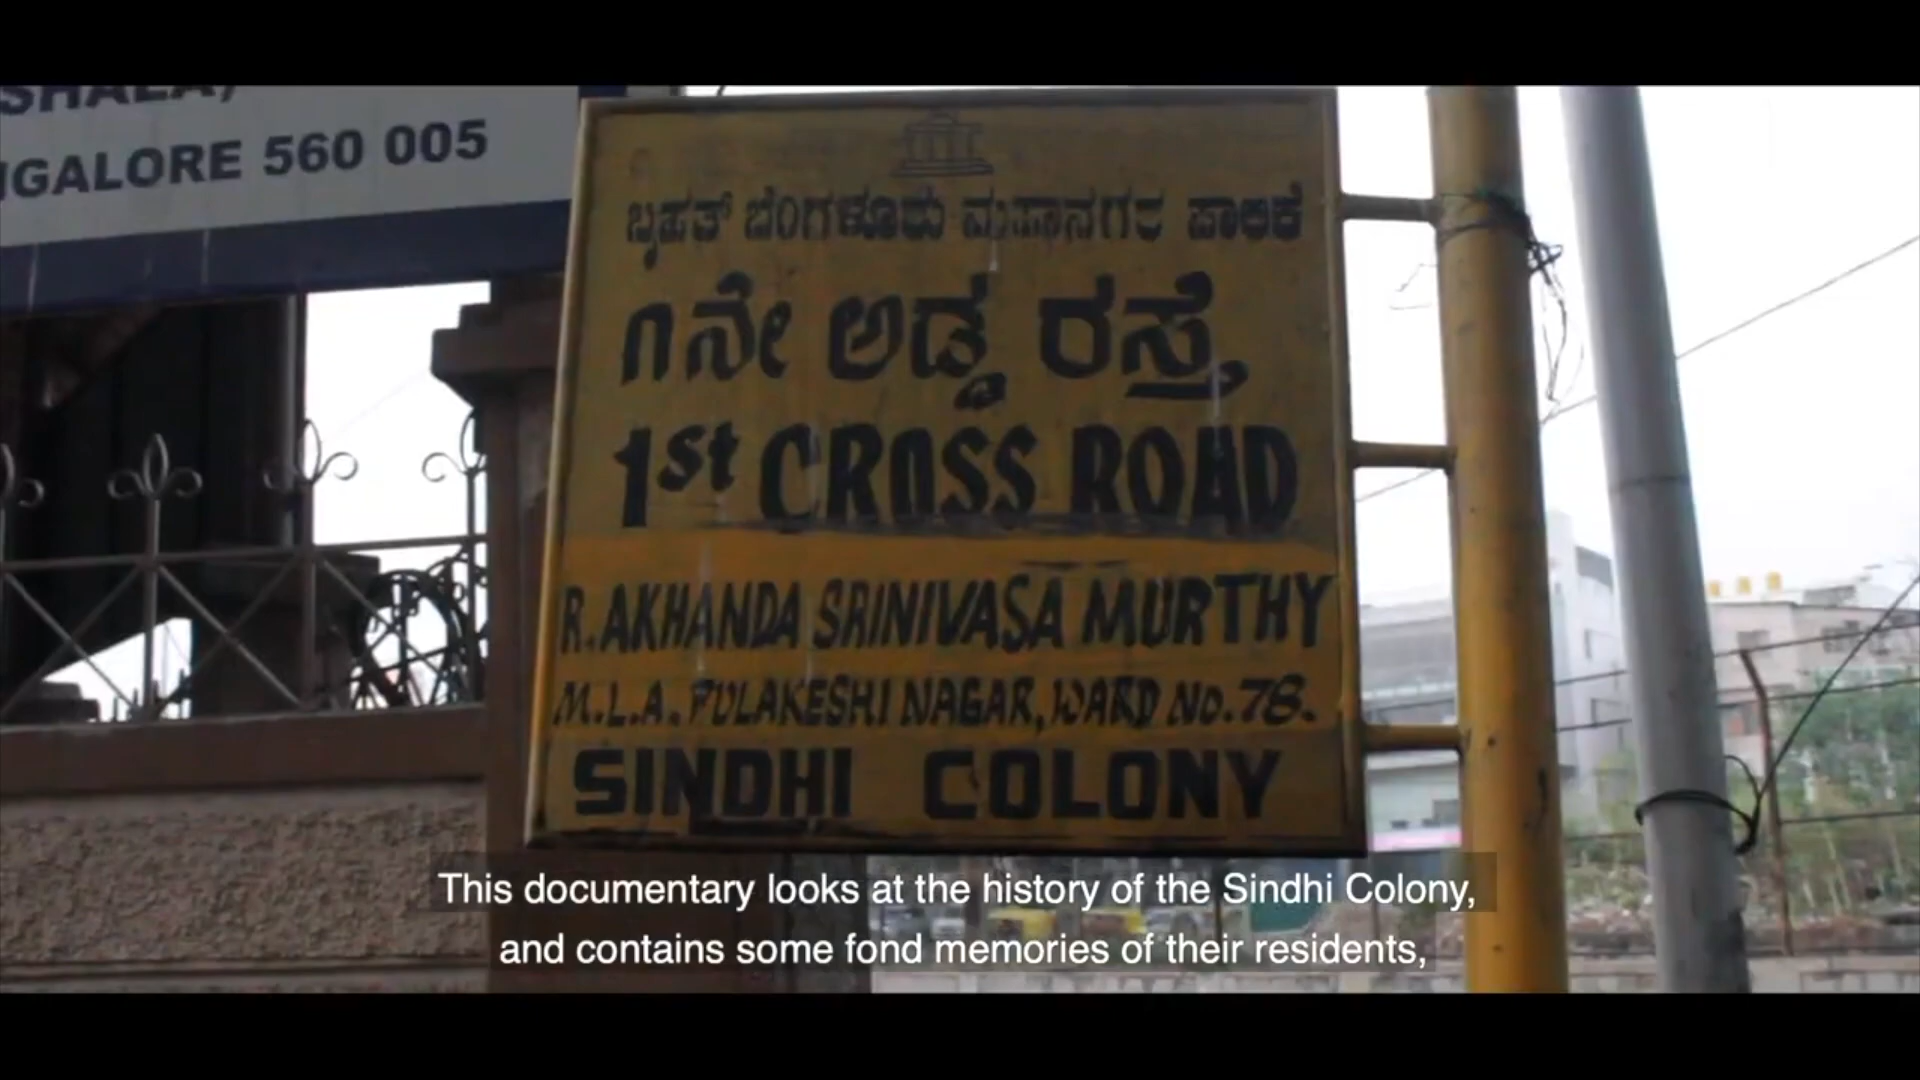 SHALA,
NGALORE 560 005
ಬೃಹತ್ ಬೆಂಗಳೂರು ಮಹಾನಗರ ಪಾಲಿಕೆ
೧ನೇ ಅಡ್ಡ ರಸ್ತೆ
1st CROSS ROAD
R. AKHANDA SRINIVASA MURTHY
M.L.A. PULAKESHI NAGAR, WARD No. 78.
SINDHI COLONY
This documentary looks at the history of the Sindhi Colony,
and contains some fond memories of their residents,